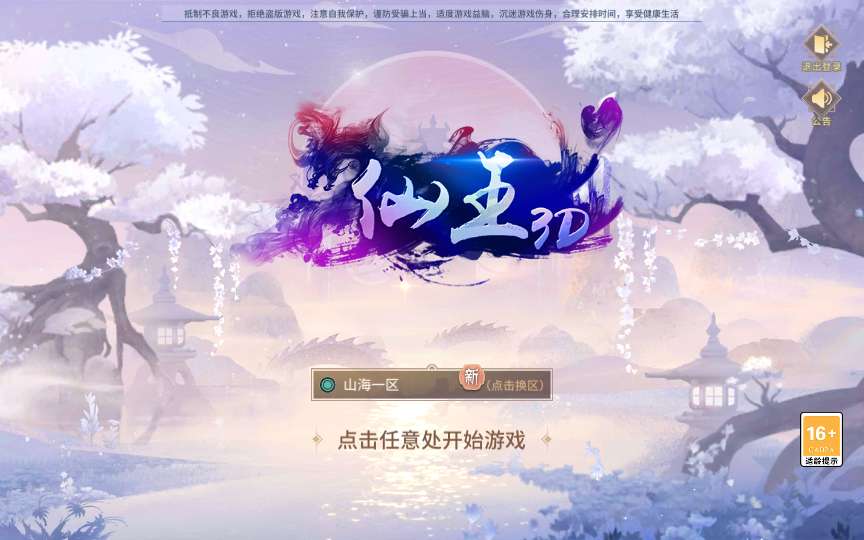 抵制不良游戏，拒绝盗版游戏，注意自我保护，谨防受骗上当，适度游戏益脑，沉迷游戏伤身，合理安排时间，享受健康生活
退出登录
公告
仙王3D
山海一区
新
（点击换区）
点击任意处开始游戏
16+
CADPA
适龄提示